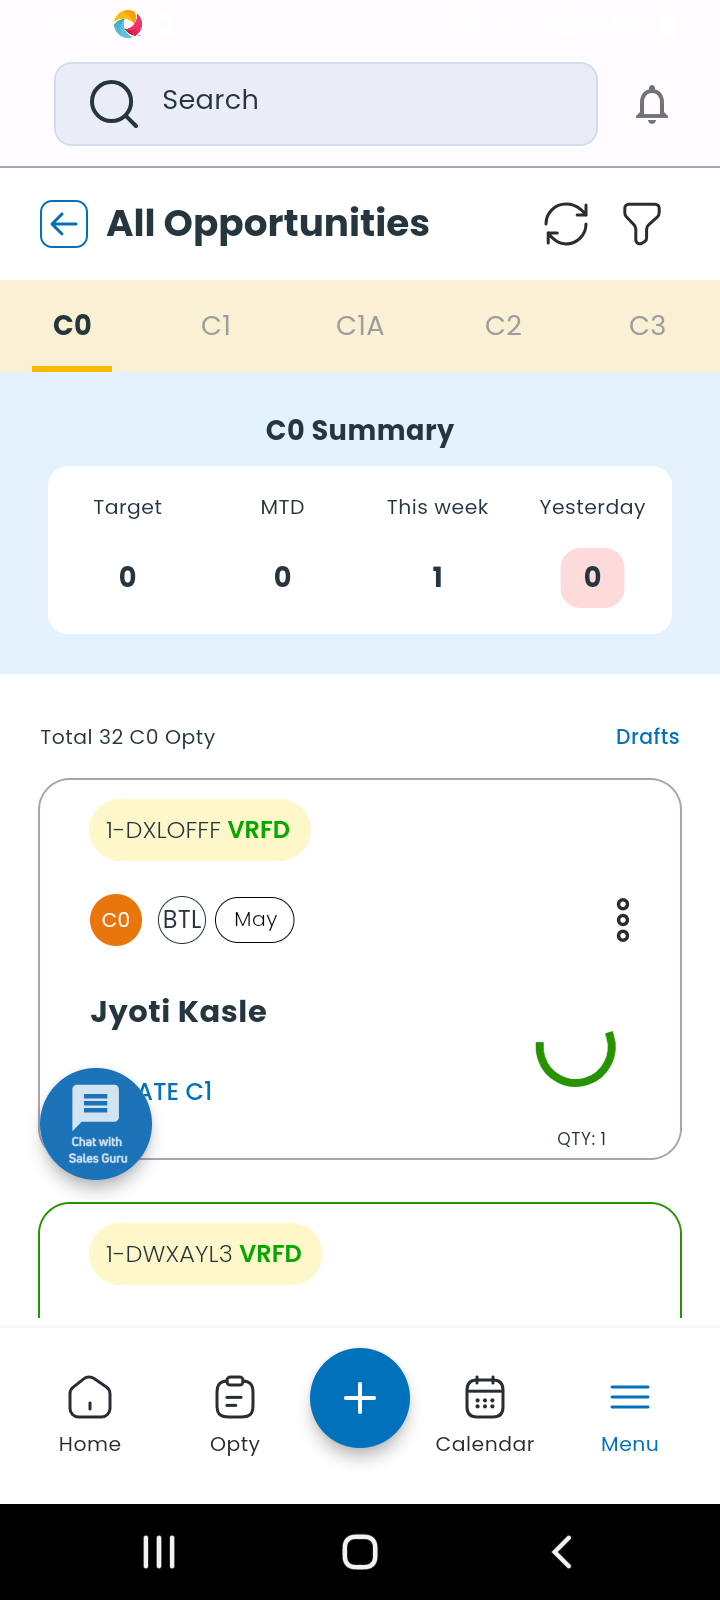 Search
All Opportunities
C0 C1 C1A C2 C3
C0 Summary
Target MTD This week Yesterday
0 0 1 0
Total 32 C0 Opty Drafts
1-DXLOFFF VRFD
C0 BTL May
Jyoti Kasle
ATE C1
Chat with
Sales Guru
QTY: 1
1-DWXAYL3 VRFD
Home Opty Calendar Menu